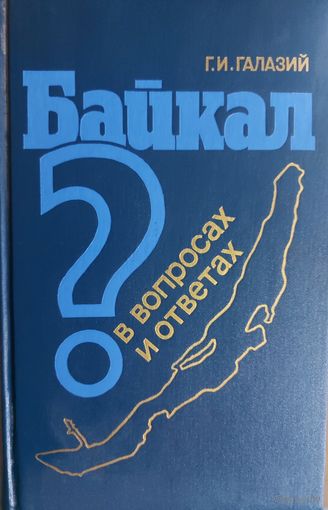 Г.И.ГАЛАЗИЙ
Байкал
?
в вопросах
и ответах